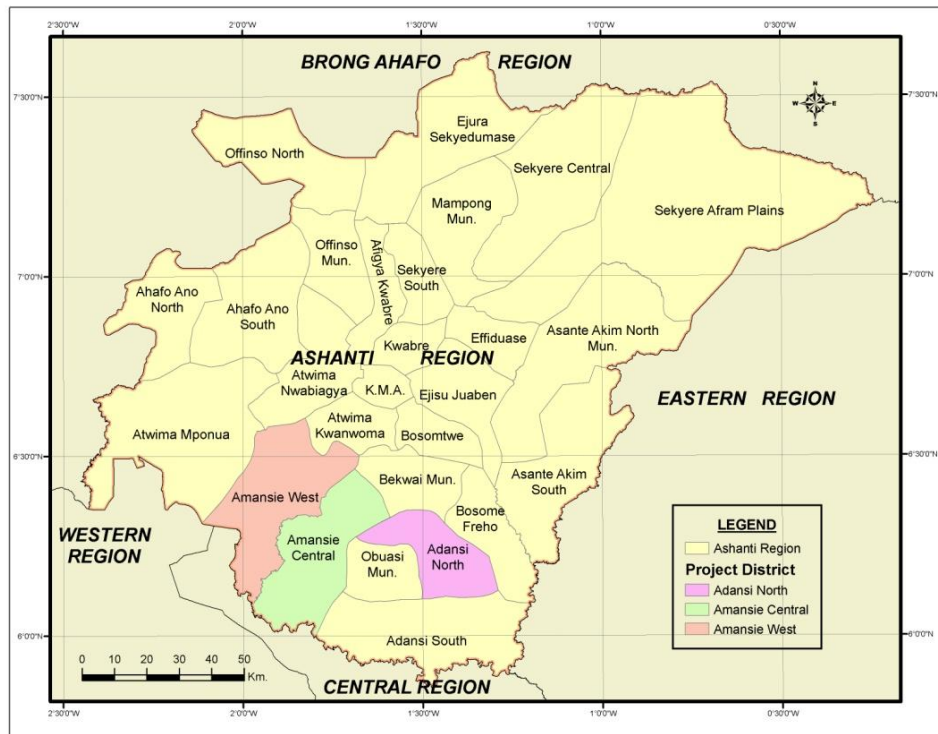 2°30'0"W 2°0'0"W 1°30'0"W 1°0'0"W 0°30'0"W
BRONG AHAFO REGION
7°30'0"N 7°30'0"N
N
W E
S
Ejura
Sekyedumase
Offinso North
Sekyere Central
Mampong
Mun.
Sekyere Afram Plains
Offinso
Mun.
Afigya Kwabre
Sekyere
South
7°0'0"N 7°0'0"N
Ahafo Ano
North
Ahafo Ano
South
Kwabre
Effiduase
Asante Akim North
Mun.
ASHANTI REGION
Atwima
Nwabiagya
K.M.A.
Ejisu Juaben
EASTERN REGION
Atwima Mponua
Atwima
Kwanwoma
Bosomtwe
6°30'0"N 6°30'0"N
Amansie West
Bekwai Mun.
Asante Akim
South
Bosome
Freho
WESTERN
REGION
Amansie
Central
Obuasi
Mun.
Adansi
North
LEGEND
Ashanti Region
Project District
Adansi North
Amansie Central
Amansie West
6°0'0"N 6°0'0"N
Adansi South
0 10 20 30 40 50
Km.
CENTRAL REGION
2°30'0"W 2°0'0"W 1°30'0"W 1°0'0"W 0°30'0"W